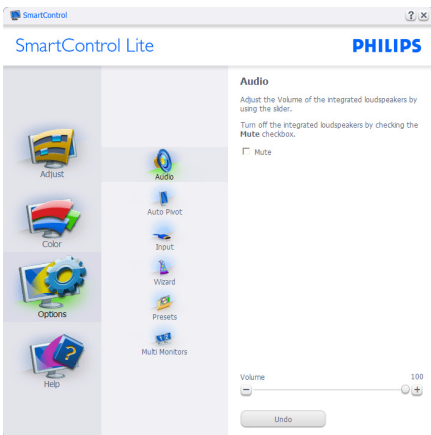 SmartControl
SmartControl Lite
PHILIPS
Adjust
Color
Options
Help
Audio
Auto Pivot
Input
Wizard
Presets
Multi Monitors
Audio
Adjust the Volume of the integrated loudspeakers by
using the slider.
Turn off the integrated loudspeakers by checking the
Mute checkbox.
Mute
Volume 100
Undo